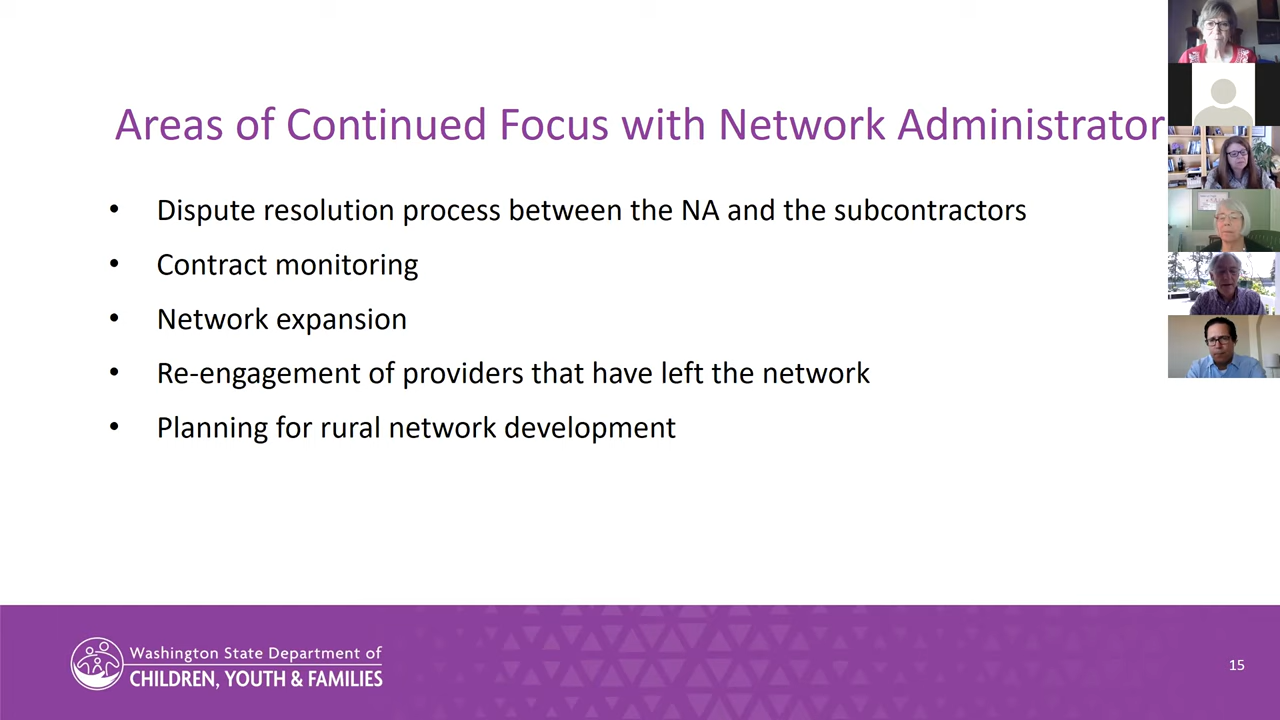 Areas of Continued Focus with Network Administrator
• Dispute resolution process between the NA and the subcontractors
• Contract monitoring
• Network expansion
• Re-engagement of providers that have left the network
• Planning for rural network development
Washington State Department of
CHILDREN, YOUTH & FAMILIES
15